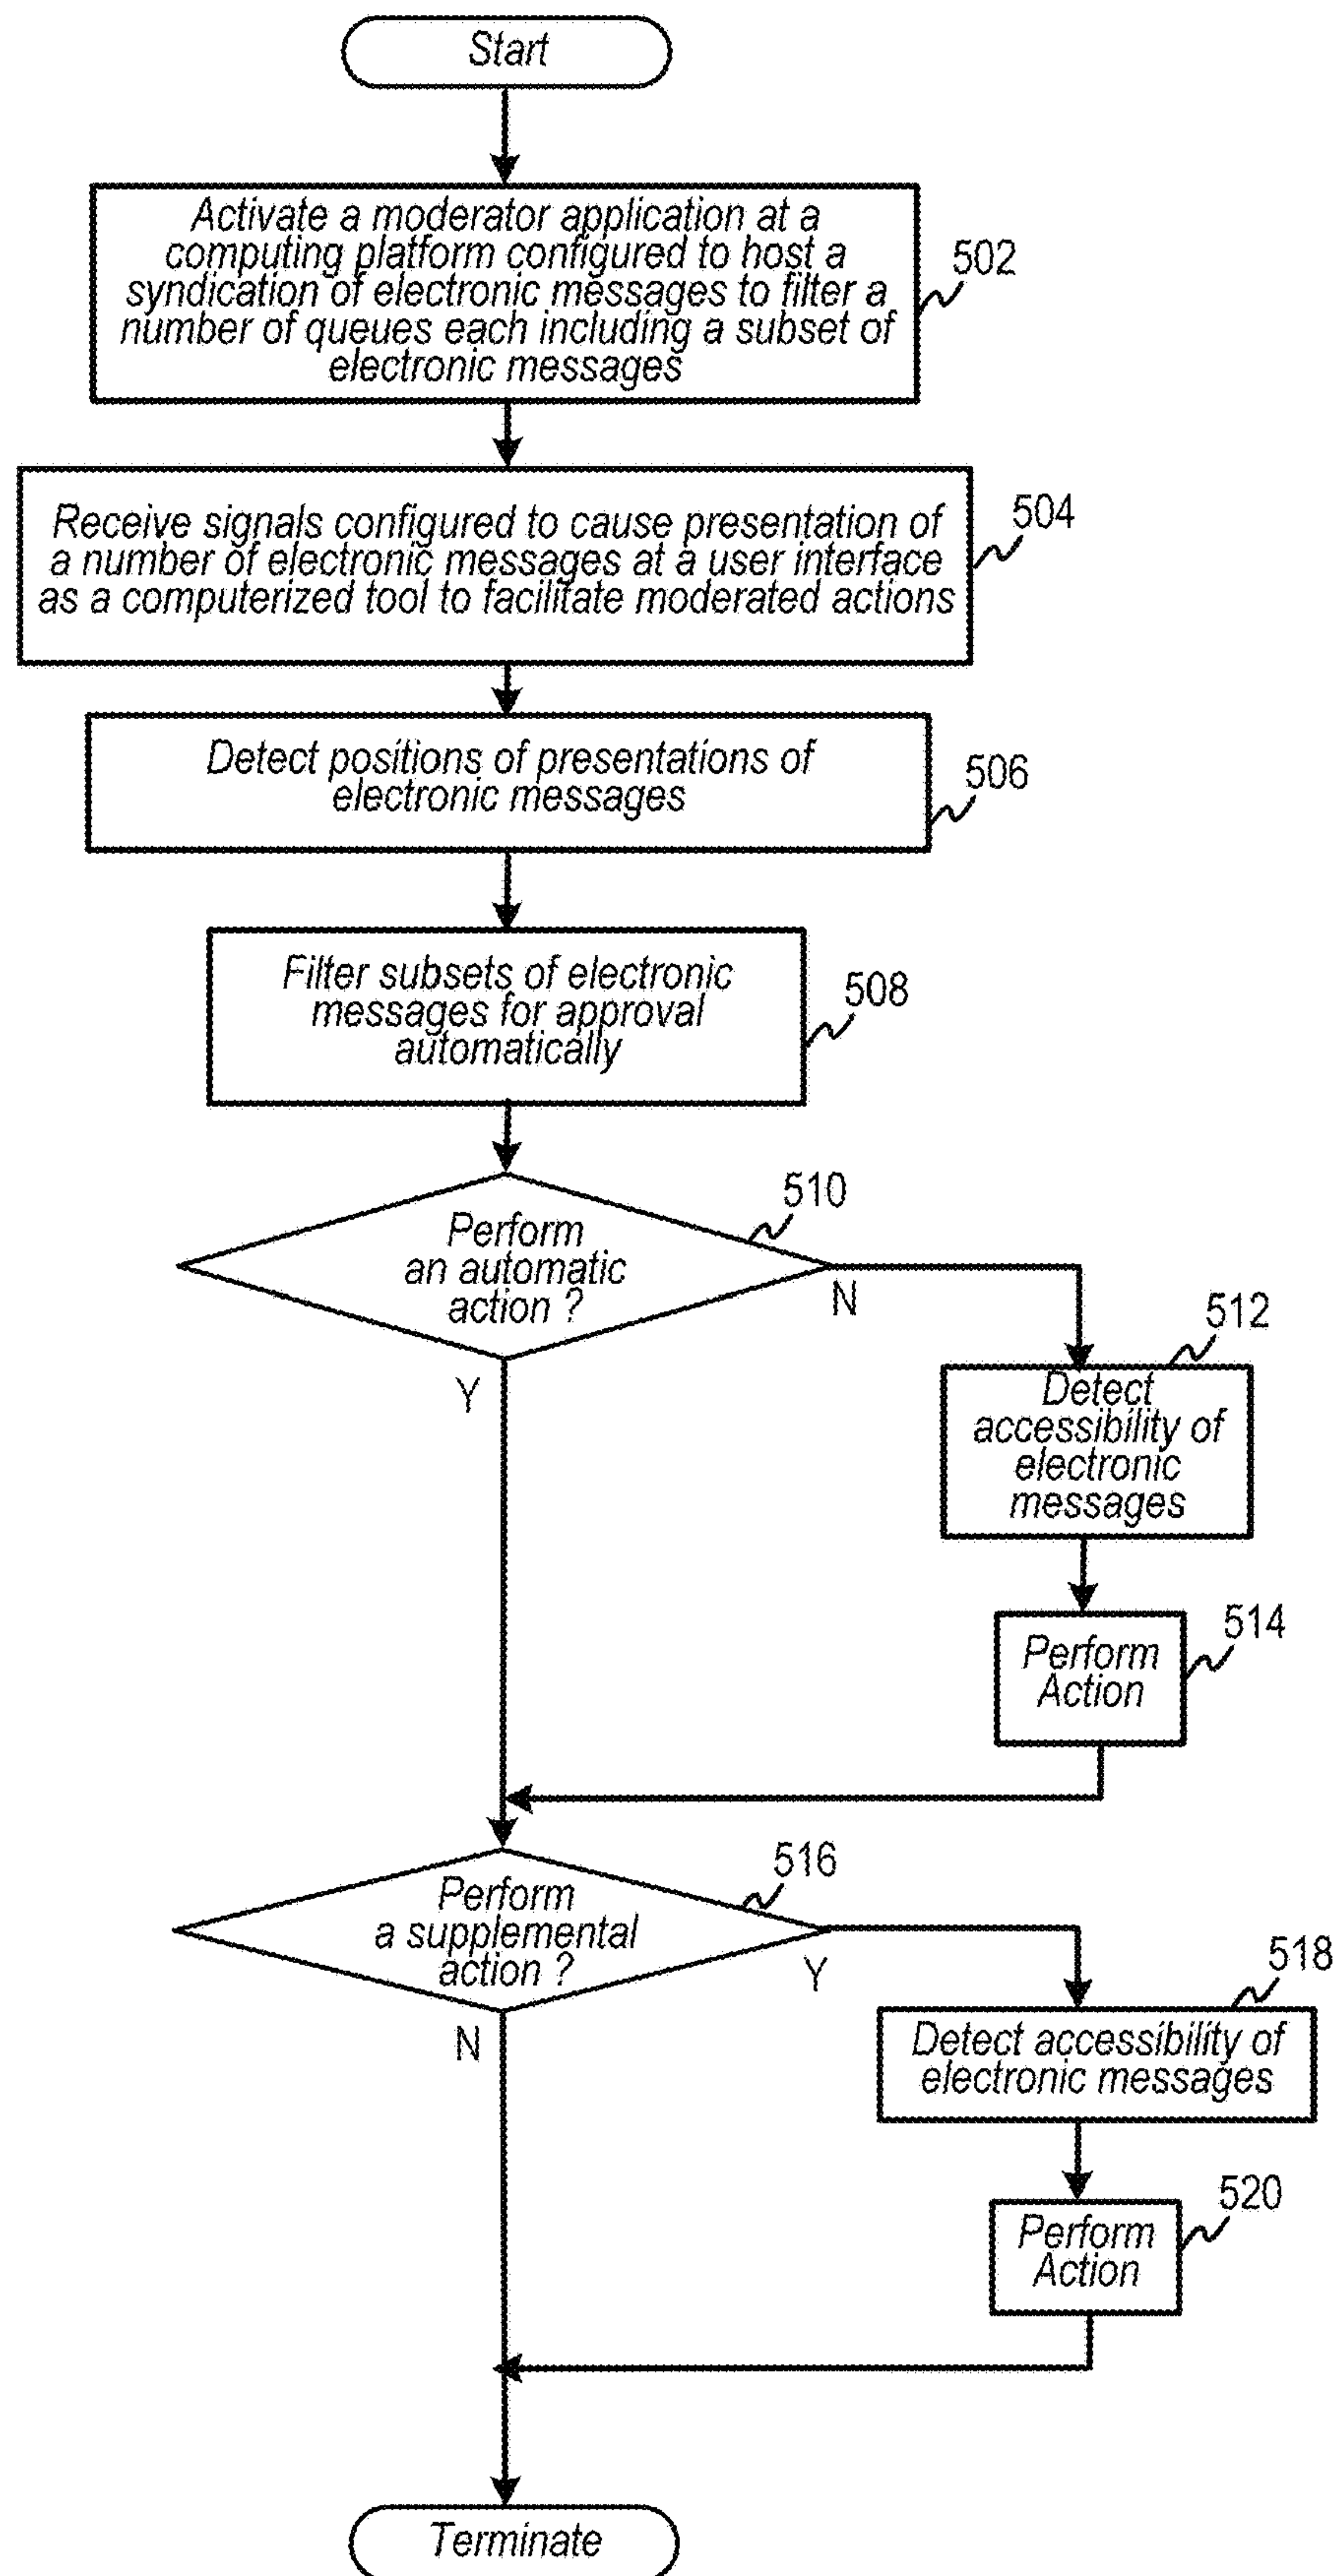 Start
Activate a moderator application at a
computing platform configured to host a
syndication of electronic messages to filter a
number of queues each including a subset of
electronic messages
502
Receive signals configured to cause presentation of
a number of electronic messages at a user interface
as a computerized tool to facilitate moderated actions
504
Detect positions of presentations of
electronic messages
506
Filter subsets of electronic
messages for approval
automatically
508
Perform
an automatic
action ?
510
N
Y
512
Detect
accessibility of
electronic
messages
514
Perform
Action
516
Perform
a supplemental
action ?
Y
N
518
Detect accessibility of
electronic messages
520
Perform
Action
Terminate